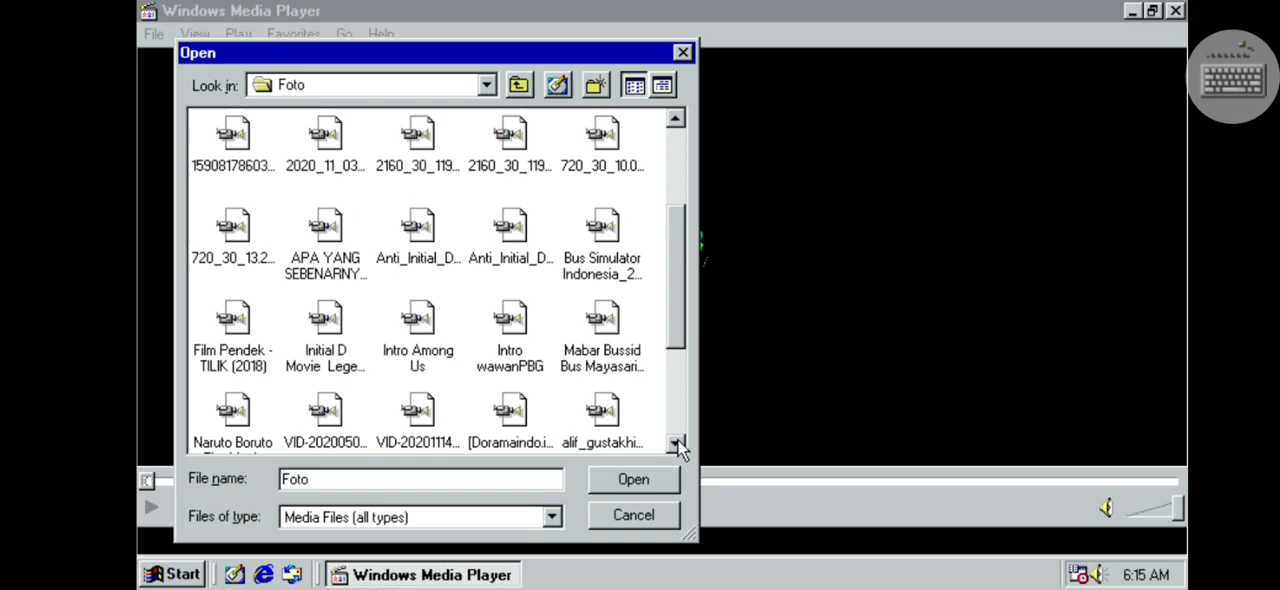 Windows Media Player
File View Play Favorites Go Help
Open
Look in: Foto
15908178603... 2020_11_03... 2160_30_119... 2160_30_119... 720_30_10.0...
720_30_13.2... APA YANG SEBENARNY... Anti_Initial_D... Anti_Initial_D... Bus Simulator Indonesia_2...
Film Pendek - TILIK (2018) Initial D Movie Lege... Intro Among Us Intro wawanPBG Mabar Bussid Bus Mayasari...
Naruto Boruto VID-2020050... VID-20201114... [Doramaindo.i... alif_gustakhi...
File name: Foto Open
Files of type: Media Files (all types) Cancel
Start Windows Media Player 6:15 AM